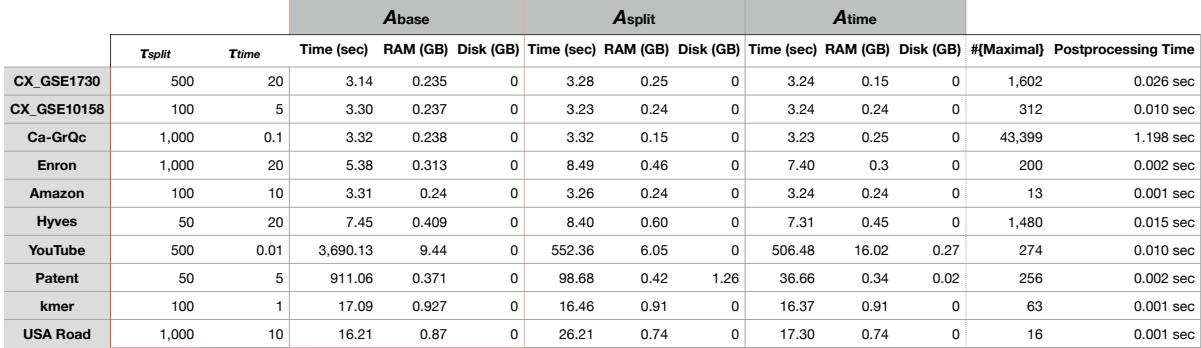 Abase Asplit Atime
τsplit τtime Time (sec) RAM (GB) Disk (GB) Time (sec) RAM (GB) Disk (GB) Time (sec) RAM (GB) Disk (GB) #{Maximal} Postprocessing Time
CX_GSE1730 500 20 3.14 0.235 0 3.28 0.25 0 3.24 0.15 0 1,602 0.026 sec
CX_GSE10158 100 5 3.30 0.237 0 3.23 0.24 0 3.24 0.24 0 312 0.010 sec
Ca-GrQc 1,000 0.1 3.32 0.238 0 3.32 0.15 0 3.23 0.25 0 43,399 1.198 sec
Enron 1,000 20 5.38 0.313 0 8.49 0.46 0 7.40 0.3 0 200 0.002 sec
Amazon 100 10 3.31 0.24 0 3.26 0.24 0 3.24 0.24 0 13 0.001 sec
Hyves 50 20 7.45 0.409 0 8.40 0.60 0 7.31 0.45 0 1,480 0.015 sec
YouTube 500 0.01 3,690.13 9.44 0 552.36 6.05 0 506.48 16.02 0.27 274 0.010 sec
Patent 50 5 911.06 0.371 0 98.68 0.42 1.26 36.66 0.34 0.02 256 0.002 sec
kmer 100 1 17.09 0.927 0 16.46 0.91 0 16.37 0.91 0 63 0.001 sec
USA Road 1,000 10 16.21 0.87 0 26.21 0.74 0 17.30 0.74 0 16 0.001 sec